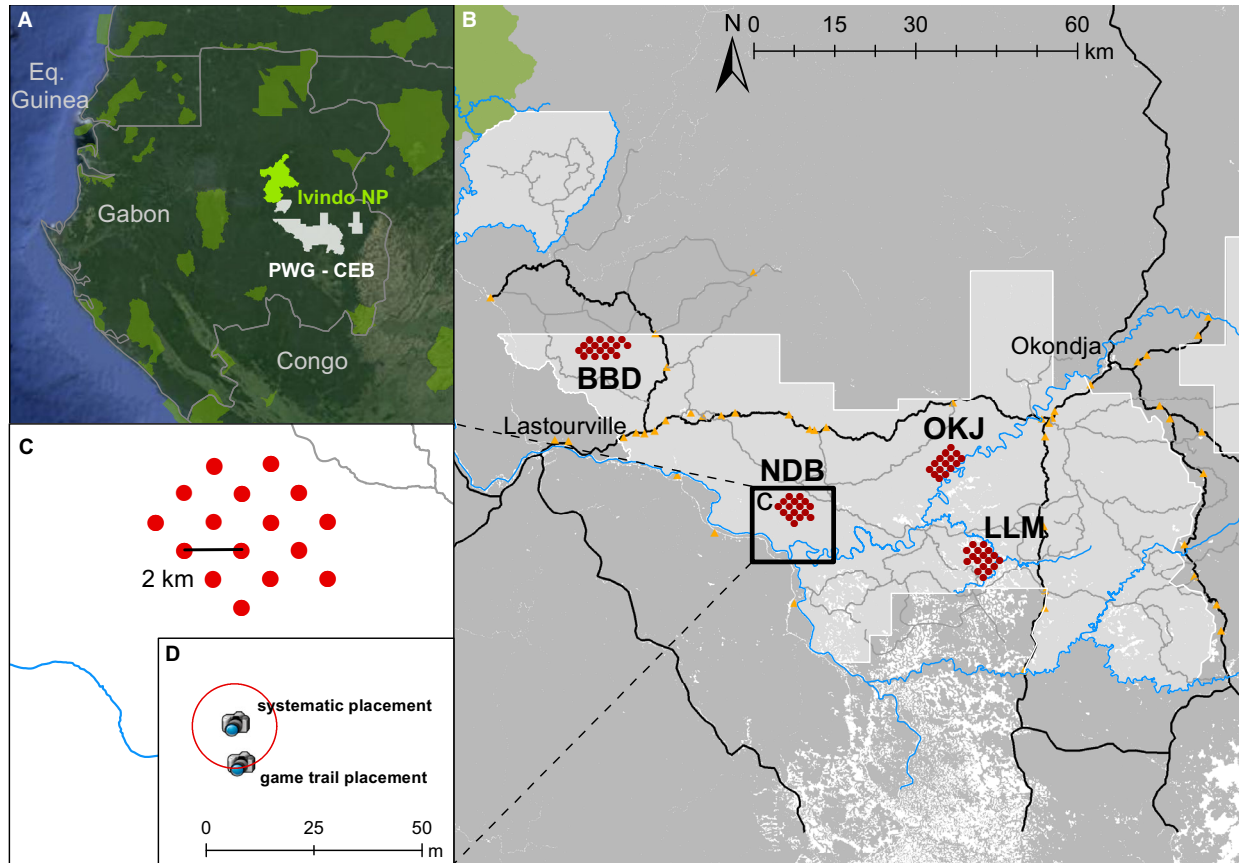 A
Eq.
Guinea
Gabon
Ivindo NP
PWG - CEB
Congo
B
N
0 15 30 60
km
Okondja
BBD
Lastourville
OKJ
NDB
C
LLM
C
2 km
D
systematic placement
game trail placement
0 25 50
m